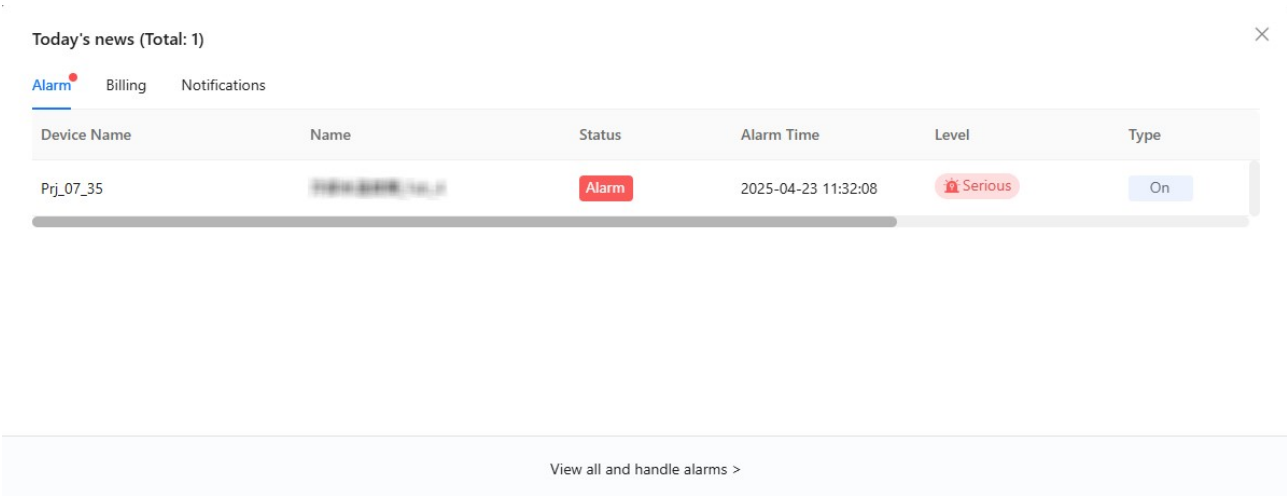 Today's news (Total: 1)
Alarm Billing Notifications
Device Name Name Status Alarm Time Level Type
Prj_07_35 Alarm 2025-04-23 11:32:08 Serious On
View all and handle alarms >